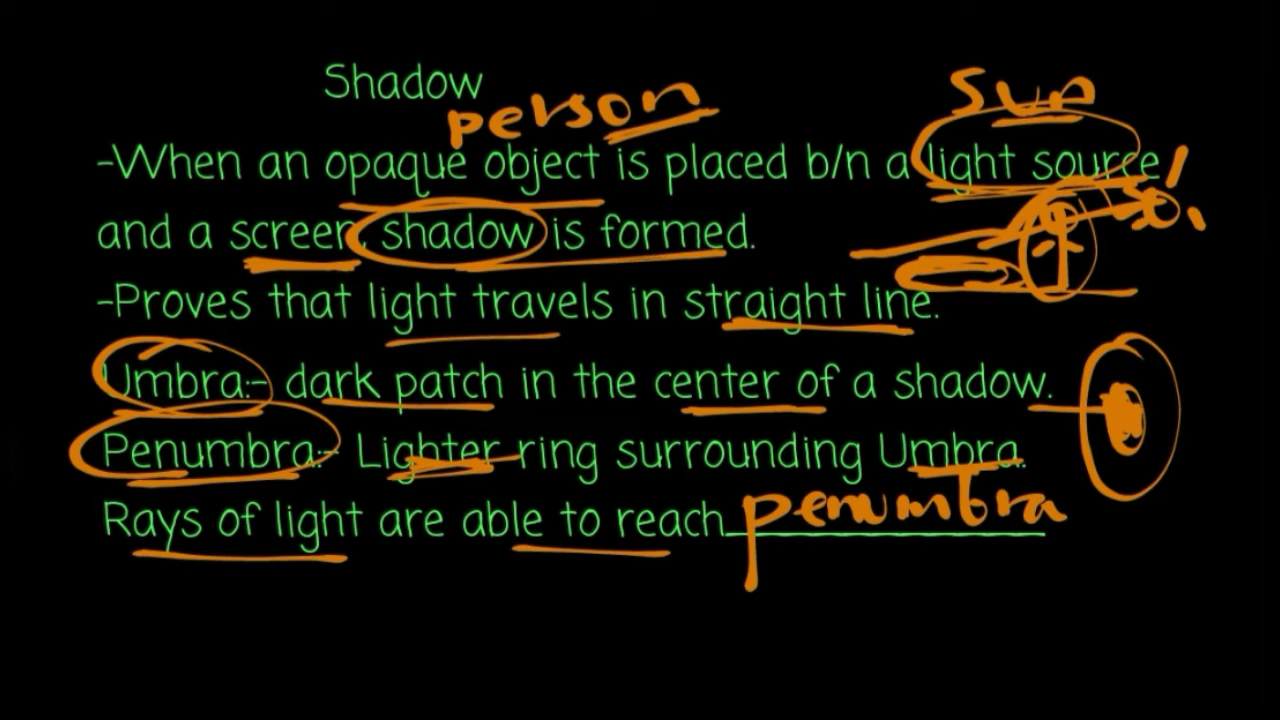 Shadow
person
Sun
-When an opaque object is placed b/n a light source
and a screen, shadow is formed.
-Proves that light travels in straight line.
Umbra:- dark patch in the center of a shadow.
Penumbra:- Lighter ring surrounding Umbra.
Rays of light are able to reach penumbra